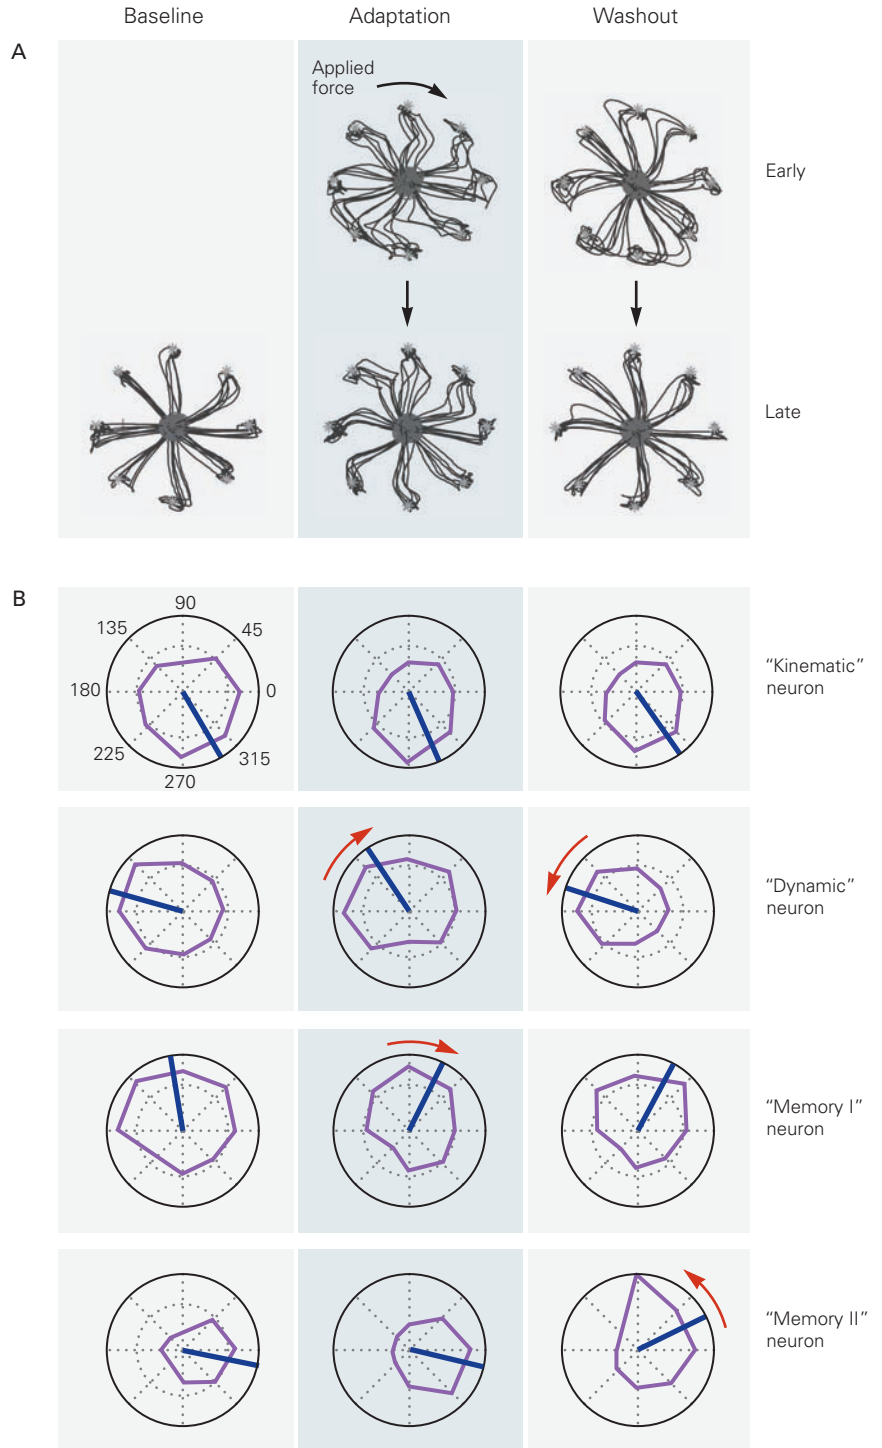 Baseline
Adaptation
Washout
A
Applied
force
Early
Late
B
90
135
45
180
0
225
315
270
“Kinematic”
neuron
“Dynamic”
neuron
“Memory I”
neuron
“Memory II”
neuron